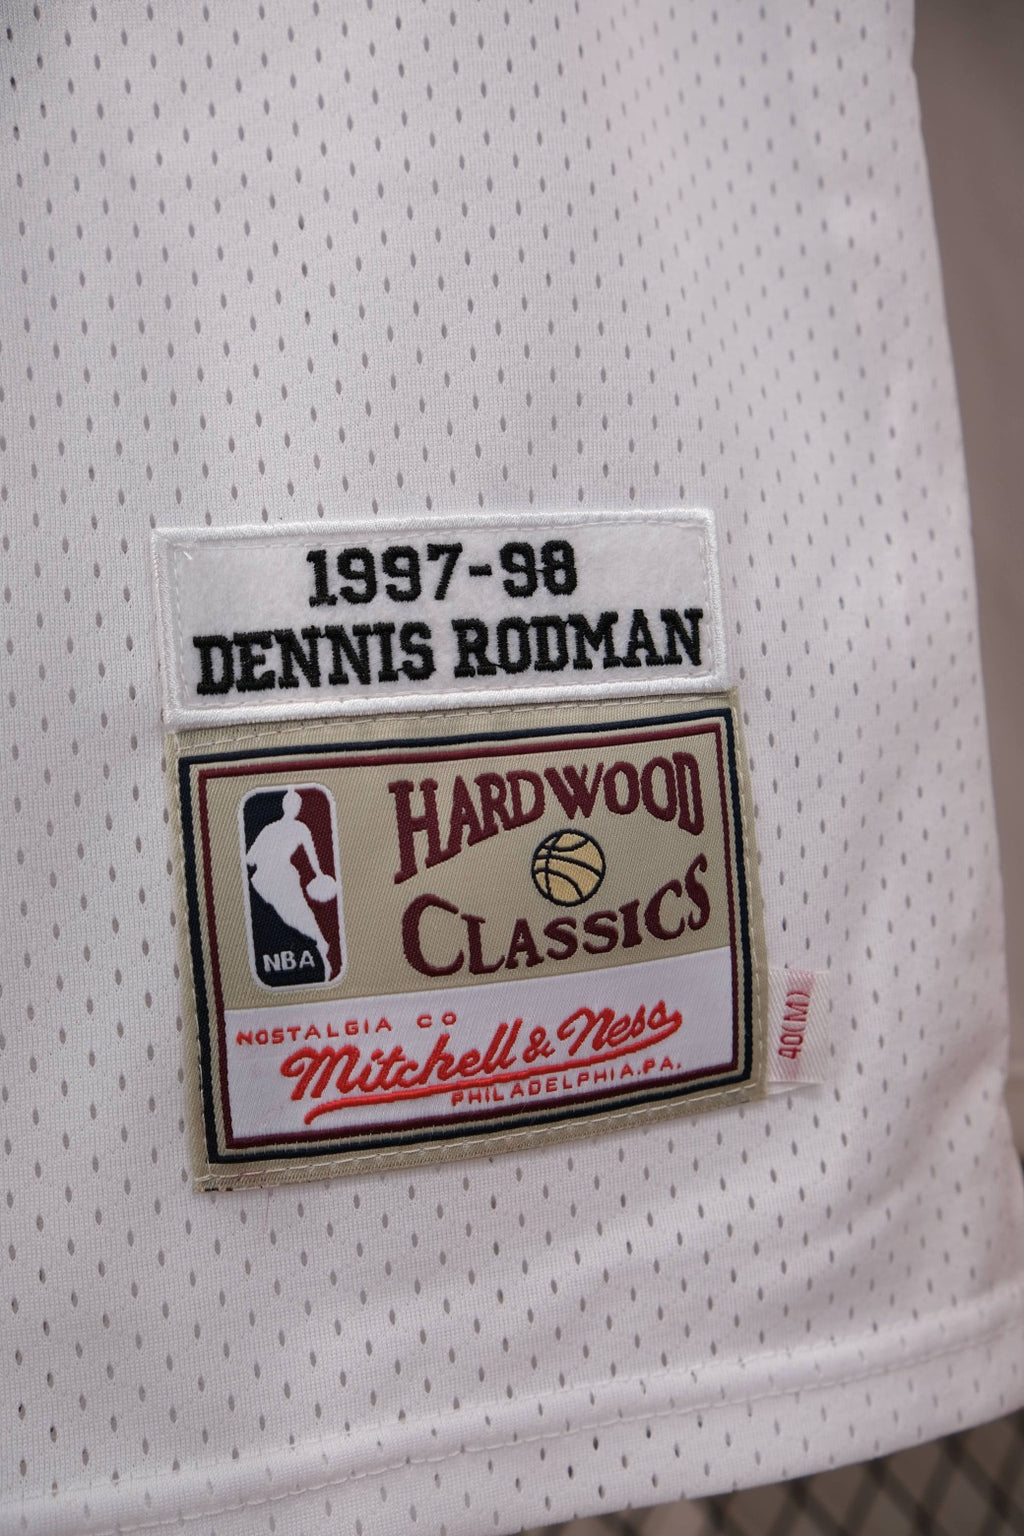 1997-98
DENNIS RODMAN
HARDWOOD
CLASSICS
NBA
NOSTALGIA CO
Mitchell & Ness
PHILADELPHIA.PA.
40(M)